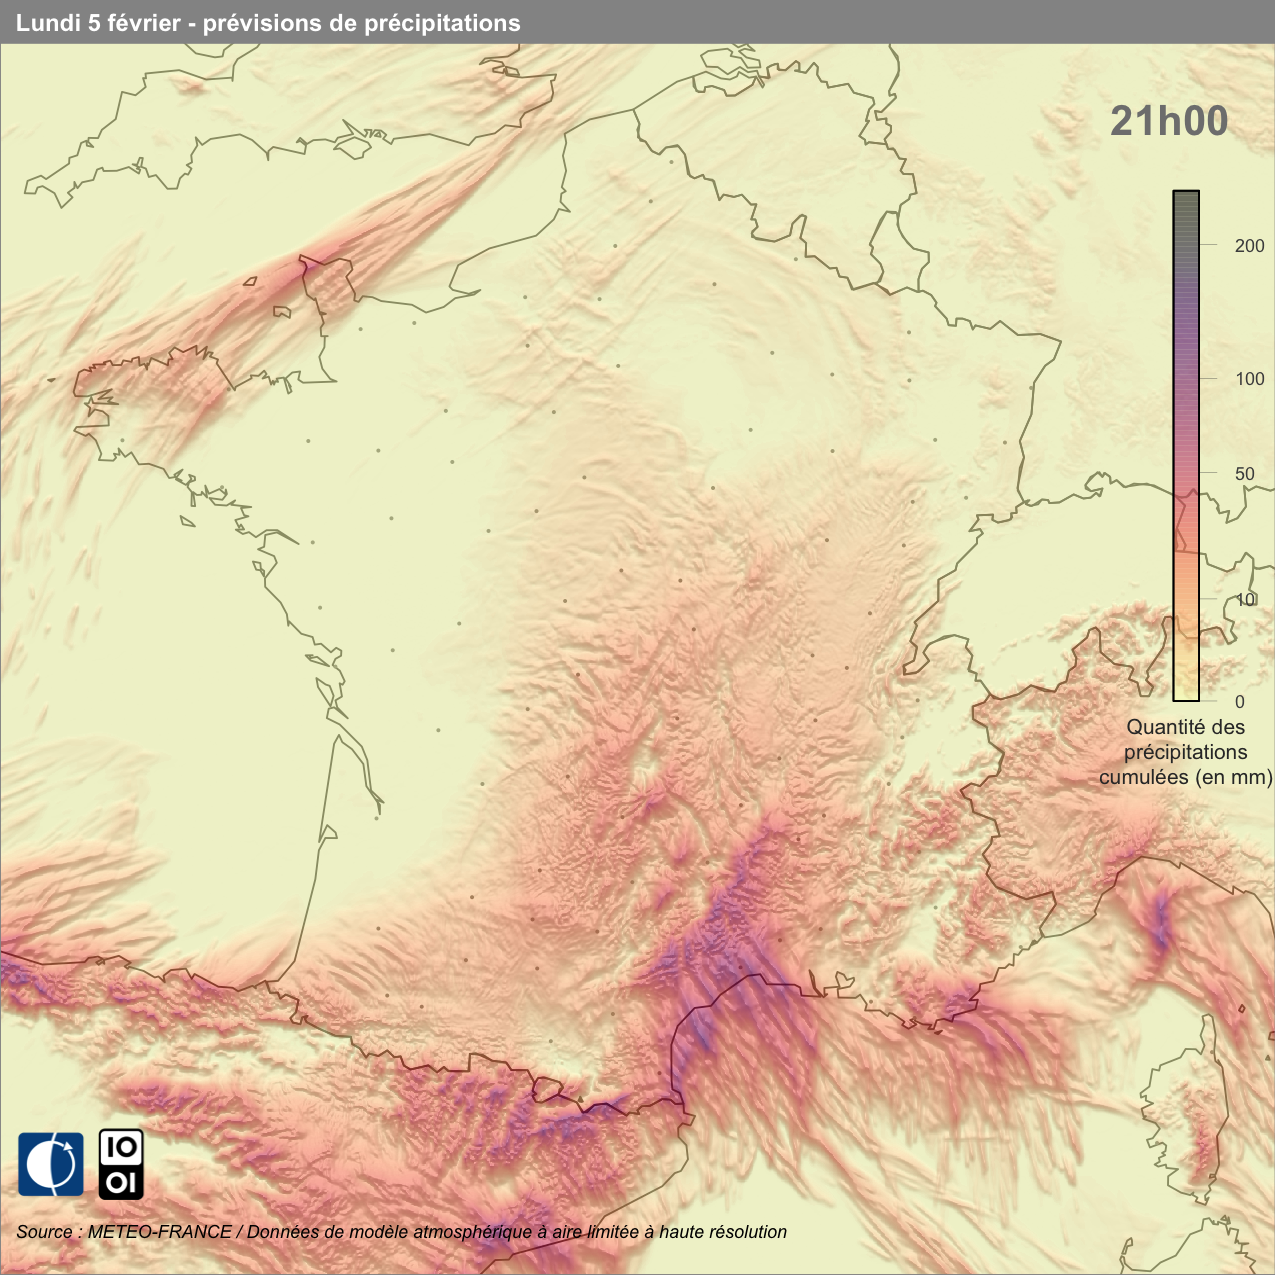 Lundi 5 février - prévisions de précipitations
21h00
200
100
50
10
0
Quantité des
précipitations
cumulées (en mm)
IO
OI
Source : METEO-FRANCE / Données de modèle atmosphérique à aire limitée à haute résolution